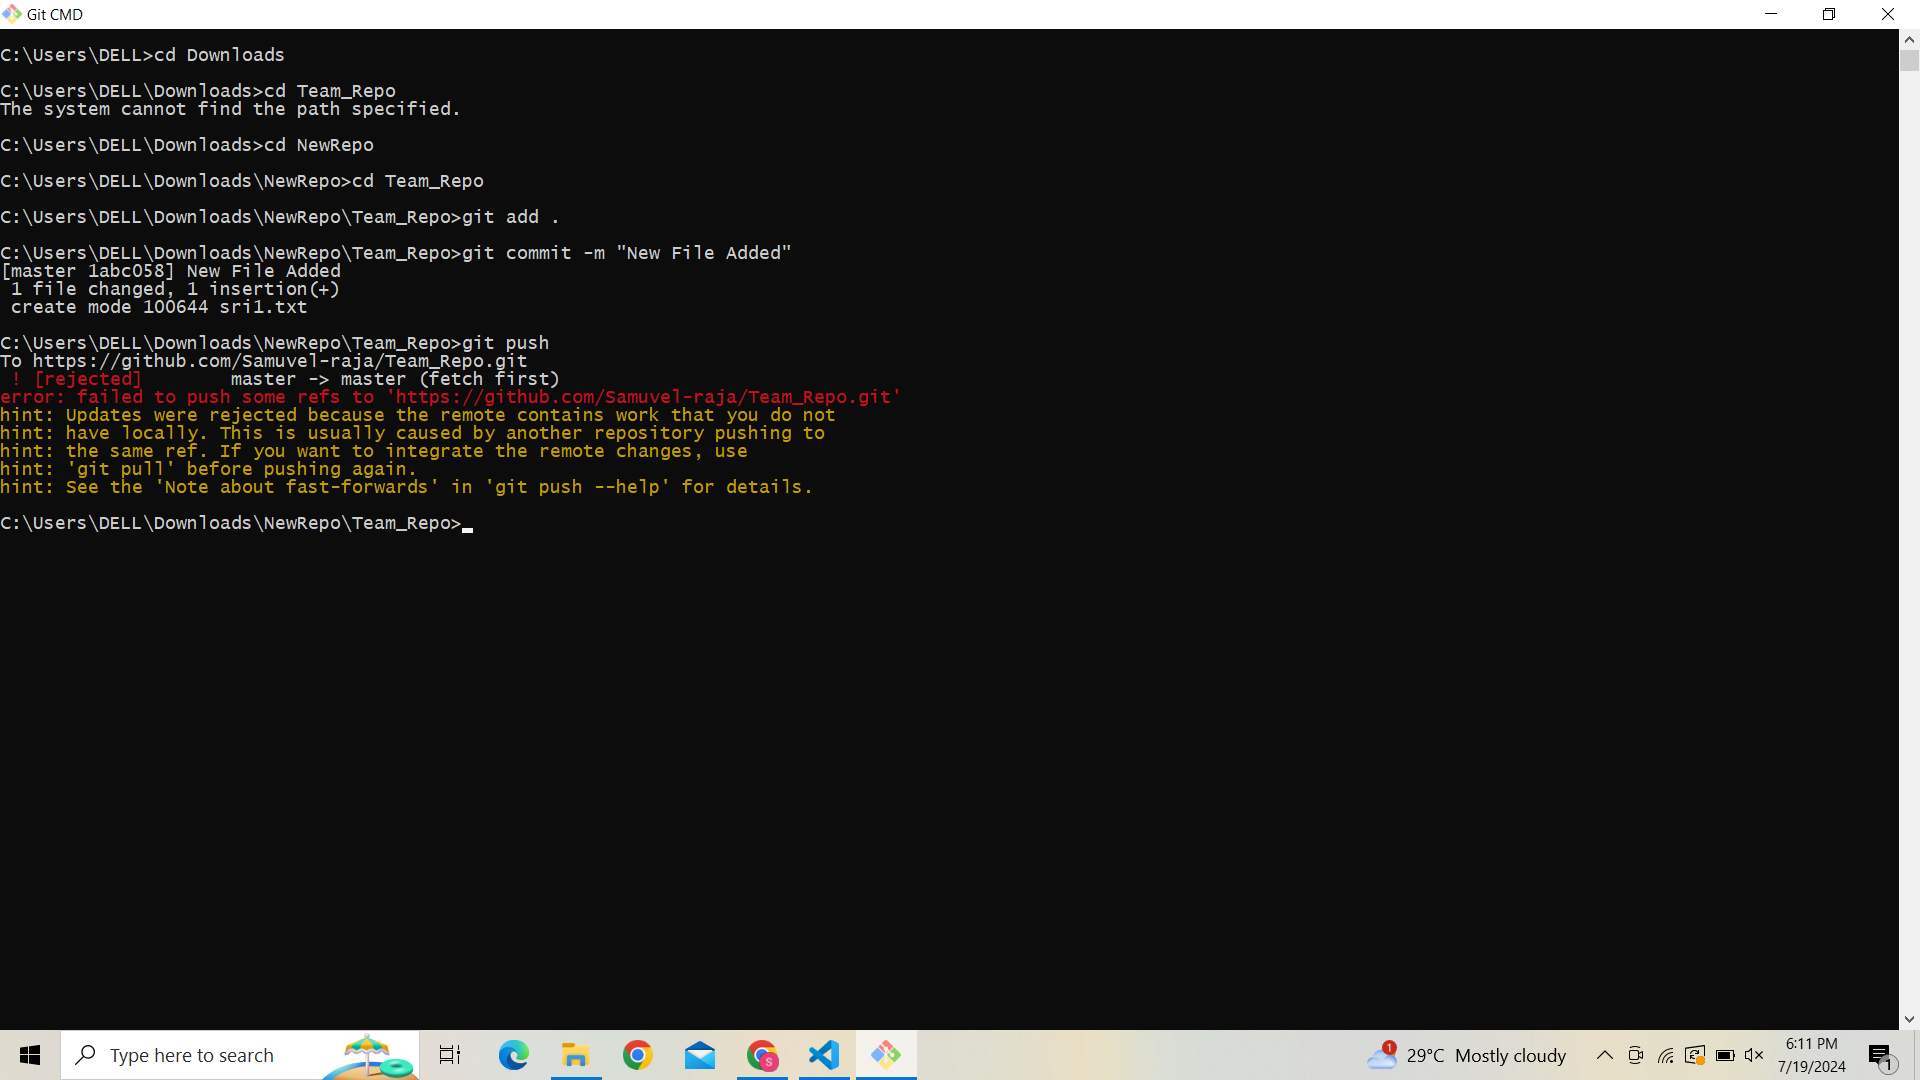 Git CMD
C:\Users\DELL>cd Downloads
C:\Users\DELL\Downloads>cd Team_Repo
The system cannot find the path specified.
C:\Users\DELL\Downloads>cd NewRepo
C:\Users\DELL\Downloads\NewRepo>cd Team_Repo
C:\Users\DELL\Downloads\NewRepo\Team_Repo>git add .
C:\Users\DELL\Downloads\NewRepo\Team_Repo>git commit -m "New File Added"
[master 1abc058] New File Added
 1 file changed, 1 insertion(+)
 create mode 100644 sri1.txt
C:\Users\DELL\Downloads\NewRepo\Team_Repo>git push
To https://github.com/Samuvel-raja/Team_Repo.git
 ! [rejected]        master -> master (fetch first)
error: failed to push some refs to 'https://github.com/Samuvel-raja/Team_Repo.git'
hint: Updates were rejected because the remote contains work that you do not
hint: have locally. This is usually caused by another repository pushing to
hint: the same ref. If you want to integrate the remote changes, use
hint: 'git pull' before pushing again.
hint: See the 'Note about fast-forwards' in 'git push --help' for details.
C:\Users\DELL\Downloads\NewRepo\Team_Repo>
Type here to search
S
1
29°C Mostly cloudy
6:11 PM
7/19/2024
1